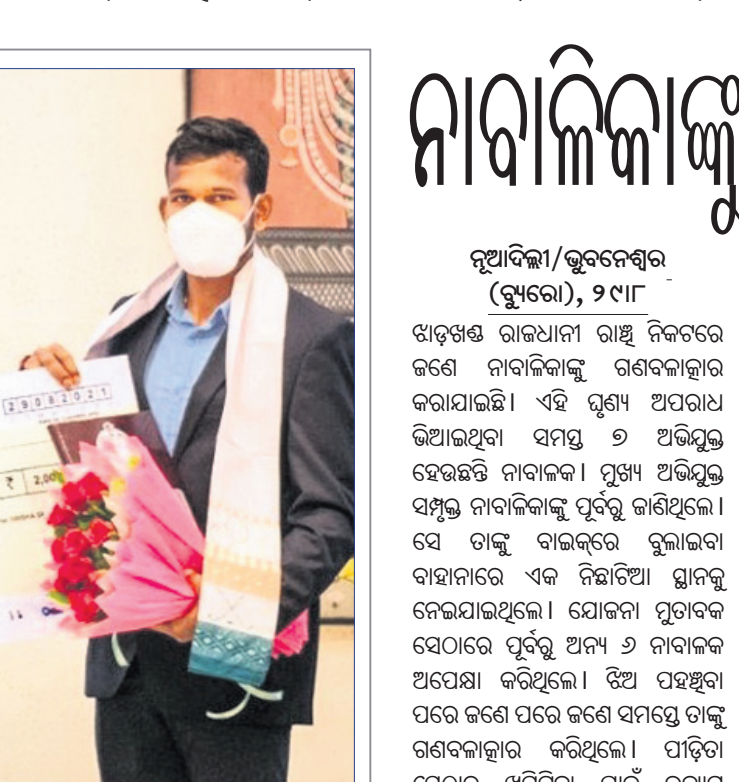 29082021
₹ 2,00
ନାବାଳିକାଙ୍କୁ
ନୂଆଦିଲ୍ଲୀ/ଭୁବନେଶ୍ୱର
(ବ୍ୟୁରୋ), ୨୯।୮
ଝାଡ଼ଖଣ୍ଡ ରାଜଧାନୀ ରାଞ୍ଚି ନିକଟରେ
ଜଣେ ନାବାଳିକାଙ୍କୁ ଗଣବଳାତ୍କାର
କରାଯାଇଛି। ଏହି ଘୃଣ୍ୟ ଅପରାଧ
ଭିଆଇଥିବା ସମସ୍ତ ୭ ଅଭିଯୁକ୍ତ
ହେଉଛନ୍ତି ନାବାଳକ। ମୁଖ୍ୟ ଅଭିଯୁକ୍ତ
ସମ୍ପୃକ୍ତ ନାବାଳିକାଙ୍କୁ ପୂର୍ବରୁ ଜାଣିଥିଲେ।
ସେ ତାଙ୍କୁ ବାଇକ୍‌ରେ ବୁଲାଇବା
ବାହାନାରେ ଏକ ନିଛାଟିଆ ସ୍ଥାନକୁ
ନେଇଯାଇଥିଲେ। ଯୋଜନା ମୁତାବକ
ସେଠାରେ ପୂର୍ବରୁ ଅନ୍ୟ ୬ ନାବାଳକ
ଅପେକ୍ଷା କରିଥିଲେ। ଝିଅ ପହଞ୍ଚିବା
ପରେ ଜଣେ ପରେ ଜଣେ ସମସ୍ତେ ତାଙ୍କୁ
ଗଣବଳାତ୍କାର କରିଥିଲେ। ପୀଡ଼ିତା